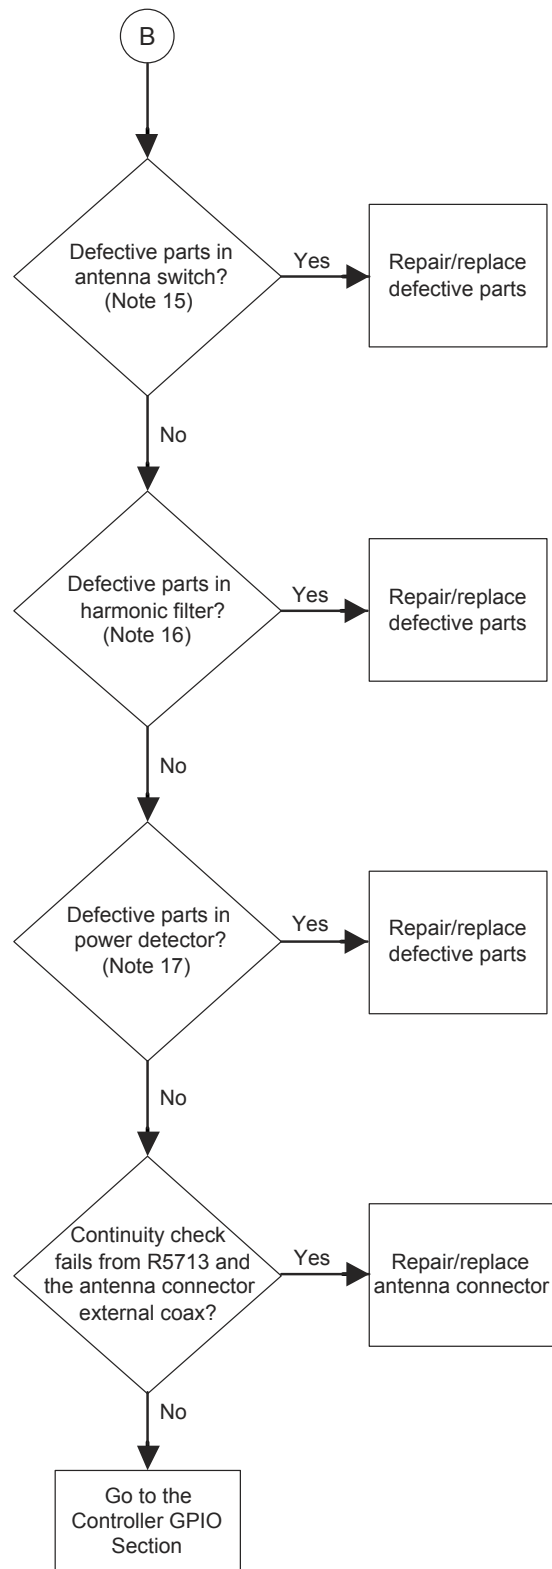 B
Defective parts in
antenna switch?
(Note 15)
Yes
Repair/replace
defective parts
No
Defective parts in
harmonic filter?
(Note 16)
Yes
Repair/replace
defective parts
No
Defective parts in
power detector?
(Note 17)
Yes
Repair/replace
defective parts
No
Continuity check
fails from R5713 and
the antenna connector
external coax?
Yes
Repair/replace
antenna connector
No
Go to the
Controller GPIO
Section